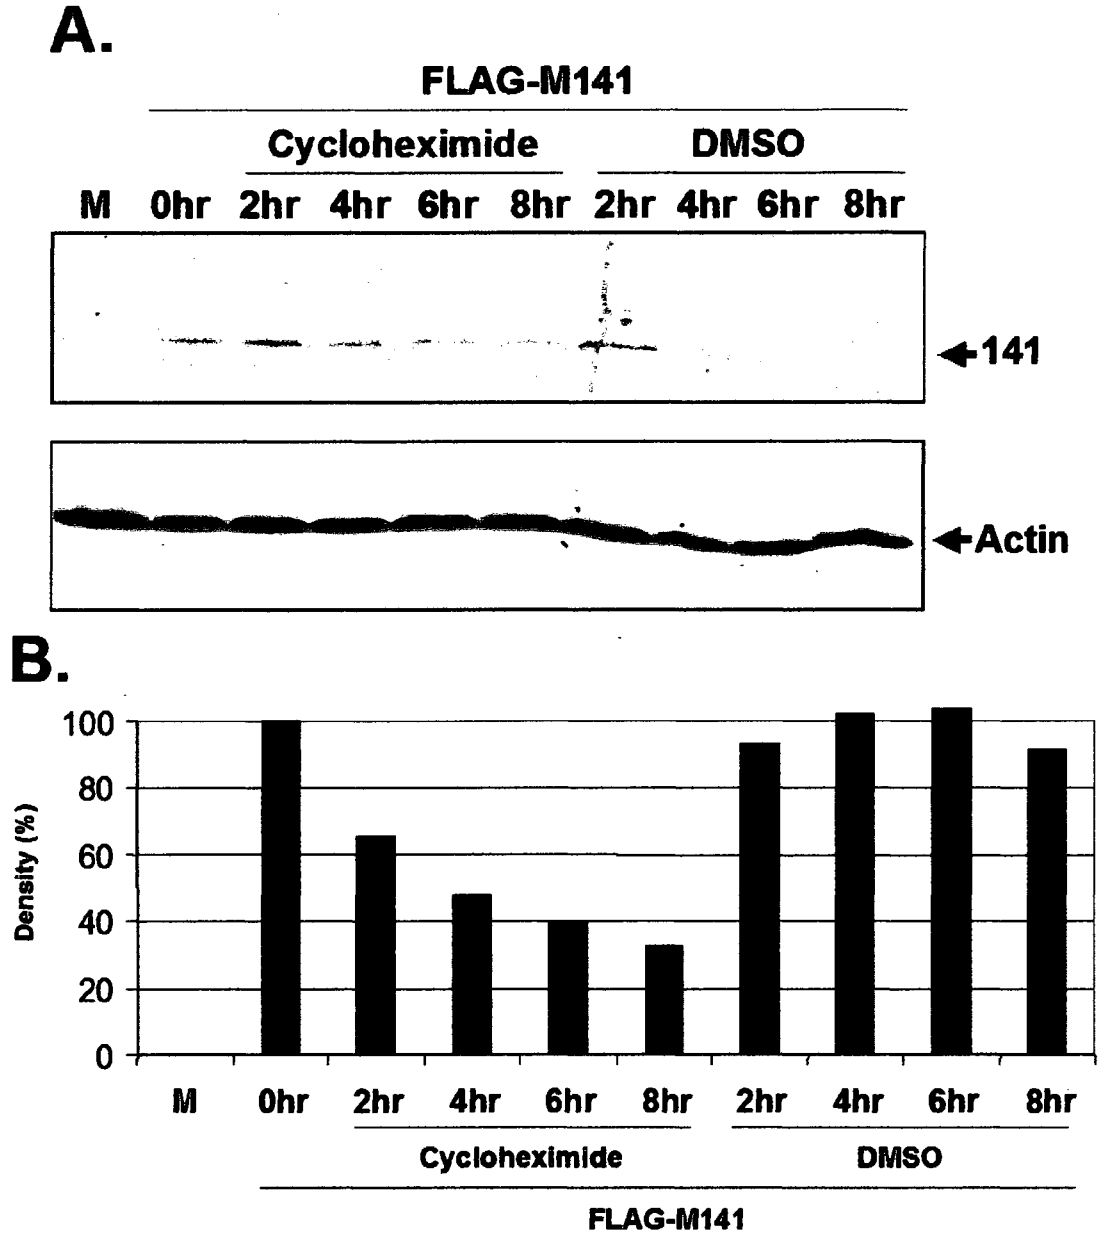 A.
FLAG-M141
Cycloheximide DMSO
M 0hr 2hr 4hr 6hr 8hr 2hr 4hr 6hr 8hr
141
Actin
B.
100
80
60
40
20
0
Density (%)
M 0hr 2hr 4hr 6hr 8hr 2hr 4hr 6hr 8hr
Cycloheximide DMSO
FLAG-M141